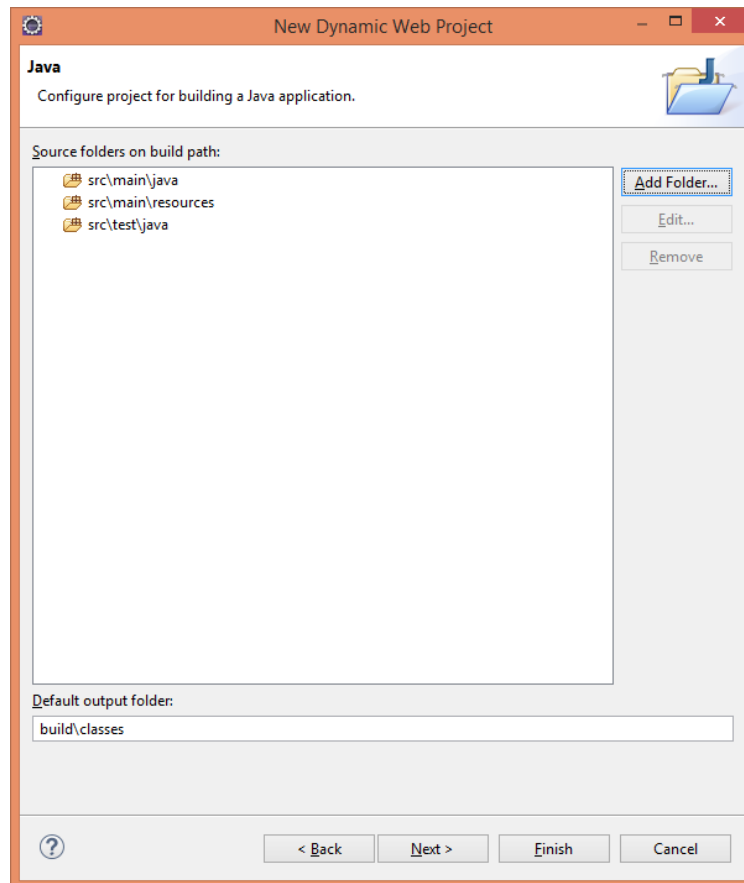 New Dynamic Web Project
Java
Configure project for building a Java application.
Source folders on build path:
src\main\java
src\main\resources
src\test\java
Add Folder...
Edit...
Remove
Default output folder:
build\classes
< Back Next > Finish Cancel